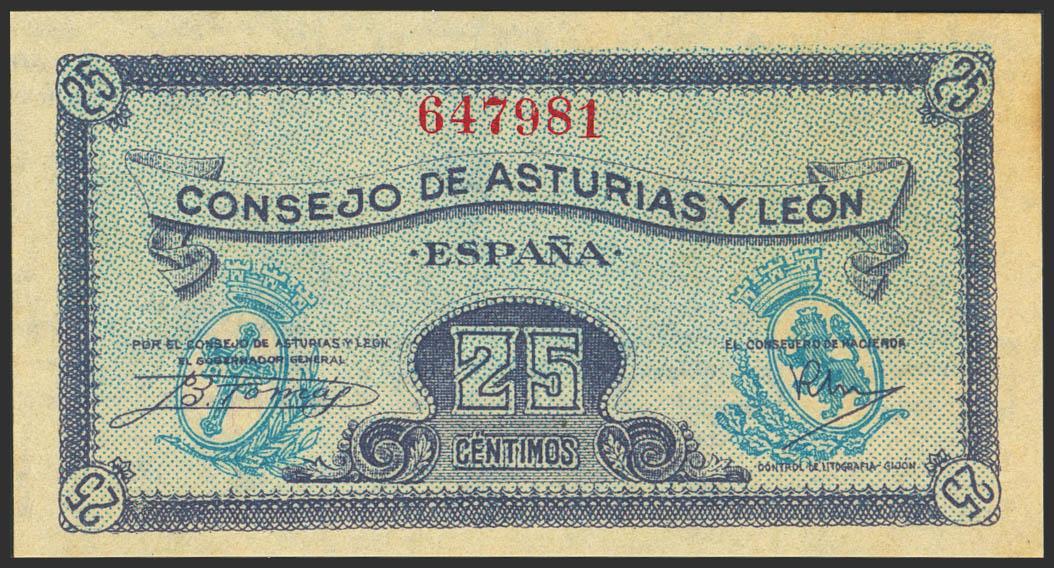 25
25
647981
CONSEJO DE ASTURIAS Y LEÓN
·ESPAÑA·
POR EL CONSEJO DE ASTURIAS Y LEON
EL GOBERNADOR GENERAL
EL CONSEJERO DE HACIENDA
B. Tomás
25
CÉNTIMOS
CONTROL DE LITOGRAFIA-GIJON
25
25